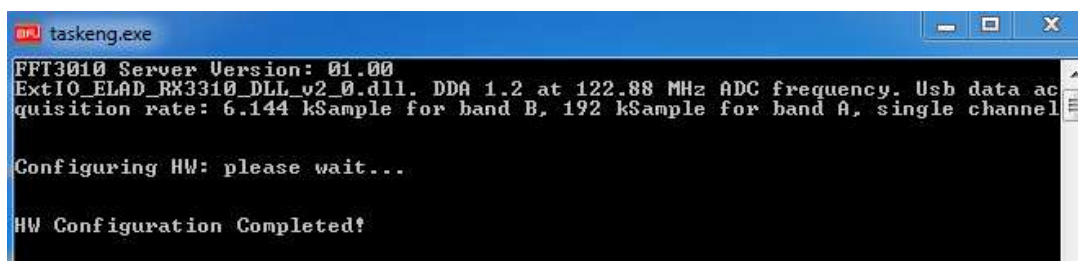 taskeng.exe
FFT3010 Server Version: 01.00
ExtIO_ELAD_RX3310_DLL_v2_0.dll. DDA 1.2 at 122.88 MHz ADC frequency. Usb data ac
quisition rate: 6.144 kSample for band B, 192 kSample for band A, single channel
Configuring HW: please wait...
HW Configuration Completed!